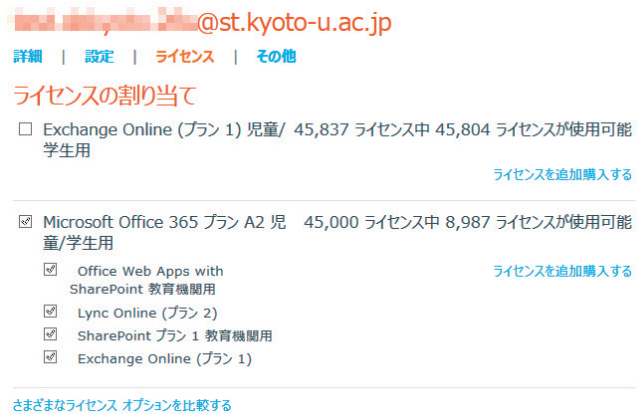 @st.kyoto-u.ac.jp
詳細 | 設定 | ライセンス | その他
ライセンスの割り当て
Exchange Online (プラン 1) 児童/ 45,837 ライセンス中 45,804 ライセンスが使用可能
学生用
ライセンスを追加購入する
Microsoft Office 365 プラン A2 児 45,000 ライセンス中 8,987 ライセンスが使用可能
童/学生用
Office Web Apps with
SharePoint 教育機関用
ライセンスを追加購入する
Lync Online (プラン 2)
SharePoint プラン 1 教育機関用
Exchange Online (プラン 1)
さまざまなライセンス オプションを比較する